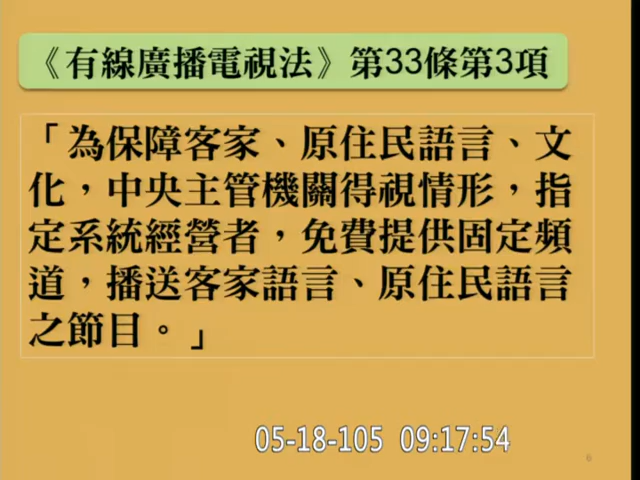 《有線廣播電視法》第33條第3項
「為保障客家、原住民語言、文
化，中央主管機關得視情形，指
定系統經營者，免費提供固定頻
道，播送客家語言、原住民語言
之節目。」
05-18-105 09:17:54
6